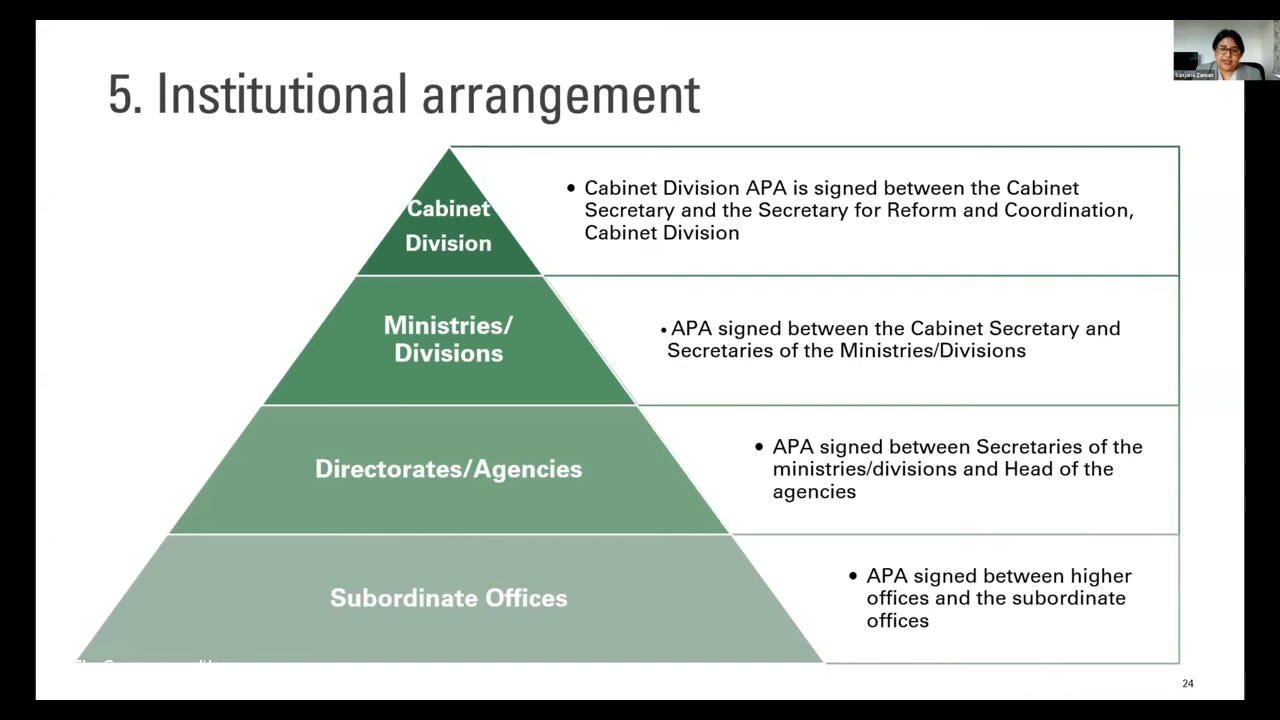 5. Institutional arrangement
Sanjana Zaman
Cabinet
Division
• Cabinet Division APA is signed between the Cabinet
Secretary and the Secretary for Reform and Coordination,
Cabinet Division
Ministries/
Divisions
• APA signed between the Cabinet Secretary and
Secretaries of the Ministries/Divisions
Directorates/Agencies
• APA signed between Secretaries of the
ministries/divisions and Head of the
agencies
Subordinate Offices
• APA signed between higher
offices and the subordinate
offices
24